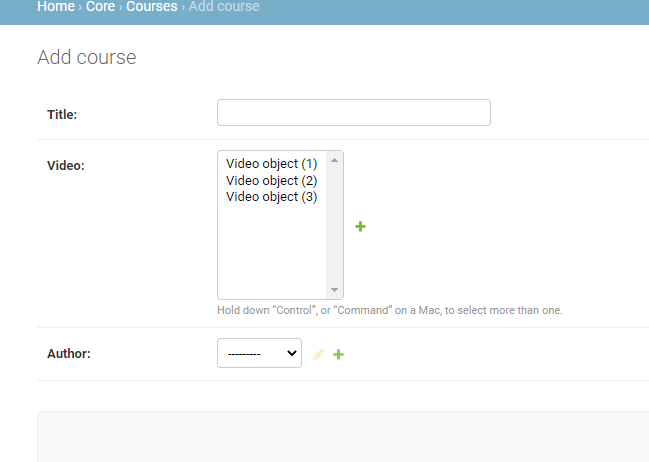 Home › Core › Courses › Add course
Add course
Title:
Video:
Video object (1)
Video object (2)
Video object (3)
Hold down “Control”, or “Command” on a Mac, to select more than one.
Author:
---------